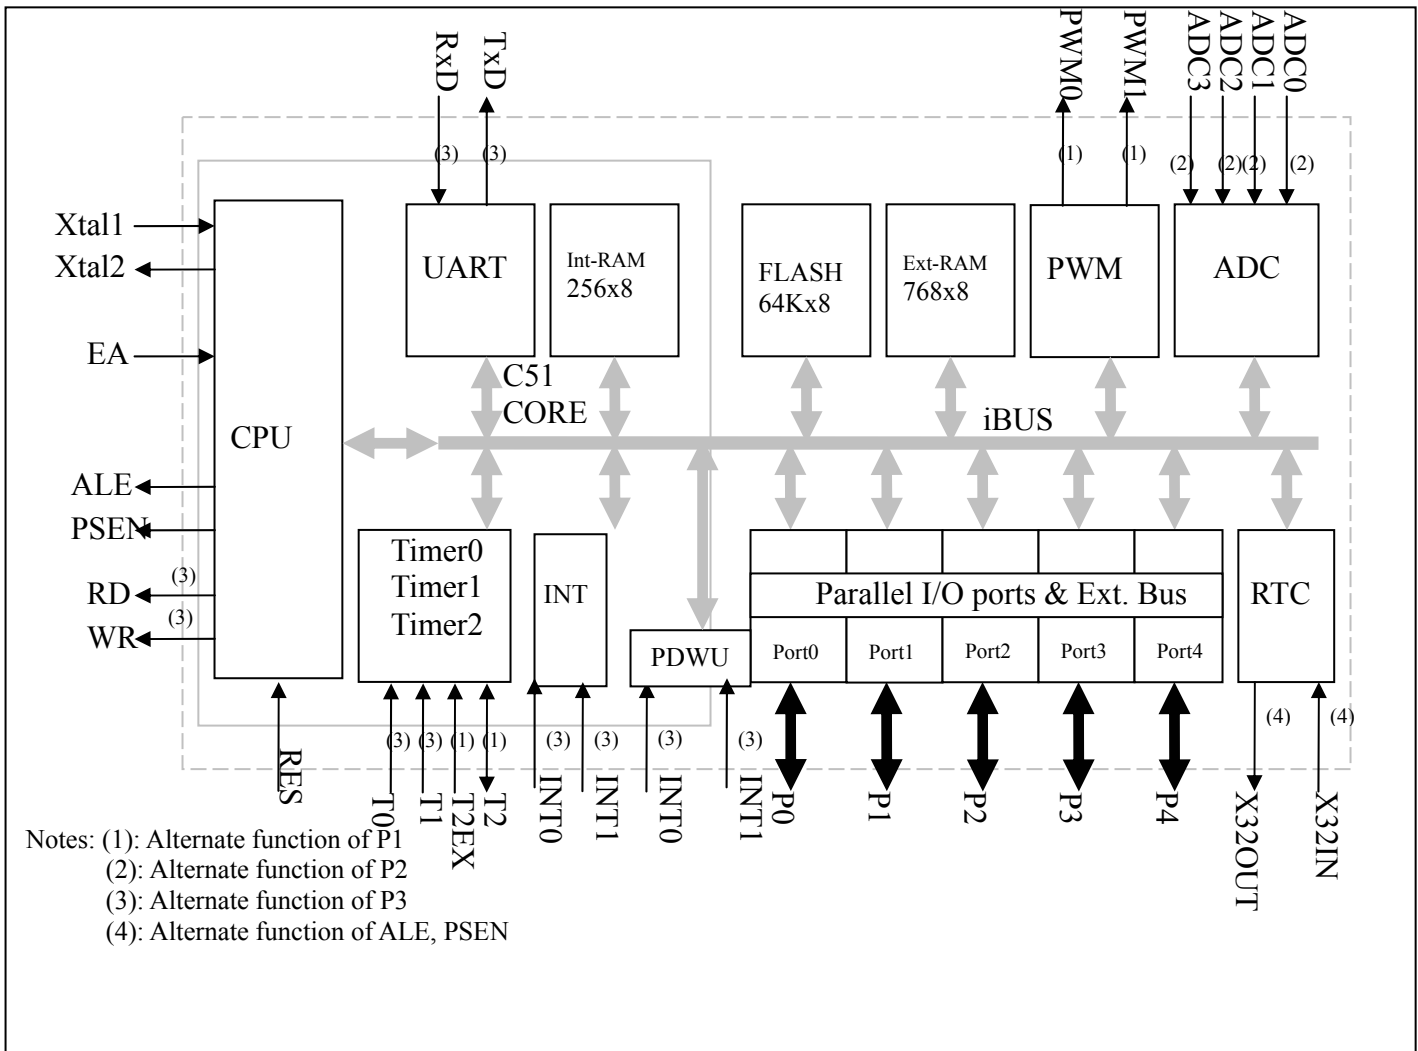 RxD
TxD
PWM0
PWM1
ADC3
ADC2
ADC1
ADC0
(3)
(3)
(1)
(1)
(2)
(2)
(2)
(2)
Xtal1
Xtal2
EA
ALE
PSEN
RD
(3)
WR
(3)
CPU
UART
Int-RAM
256x8
FLASH
64Kx8
Ext-RAM
768x8
PWM
ADC
C51
CORE
iBUS
Timer0
Timer1
Timer2
INT
PDWU
Parallel I/O ports & Ext. Bus
Port0
Port1
Port2
Port3
Port4
RTC
(3)
(3)
(1)
(1)
(3)
(3)
(3)
(3)
(4)
(4)
RES
T0
T1
T2EX
T2
INT0
INT1
INT0
INT1
P0
P1
P2
P3
P4
X32OUT
X32IN
Notes: (1): Alternate function of P1
(2): Alternate function of P2
(3): Alternate function of P3
(4): Alternate function of ALE, PSEN